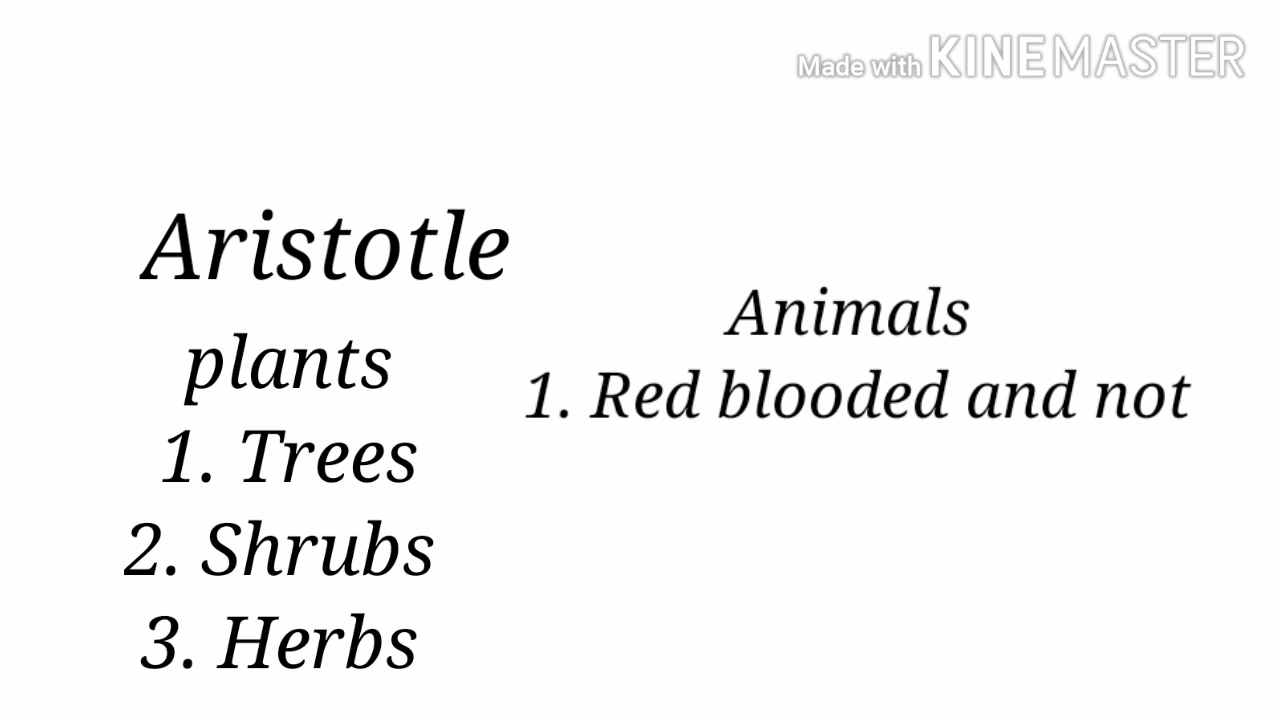 Made with KINEMASTER
Aristotle
plants
1. Trees
2. Shrubs
3. Herbs
Animals
1. Red blooded and not